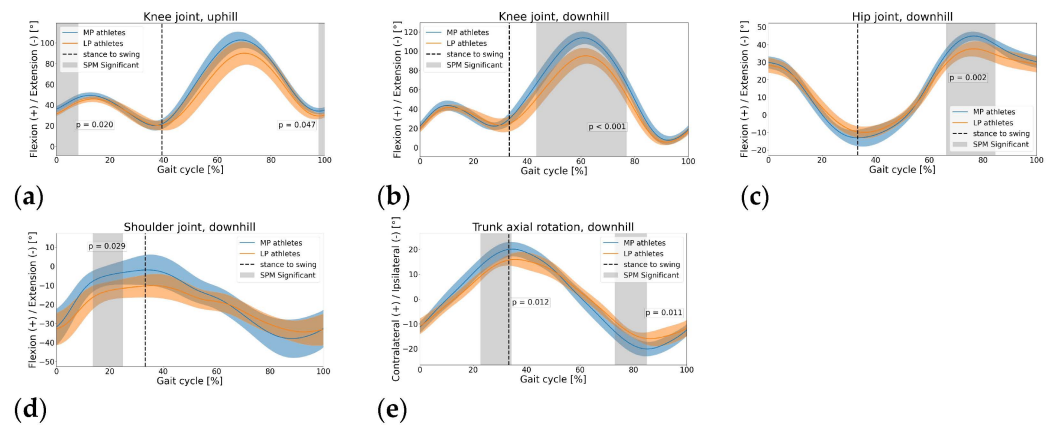 Knee joint, uphill
Flexion (+) / Extension (-) [°]
100
80
60
40
20
0
MP athletes
LP athletes
stance to swing
SPM Significant
p = 0.020
p = 0.047
0 20 40 60 80 100
Gait cycle [%]
(a)
Knee joint, downhill
Flexion (+) / Extension (-) [°]
120
100
80
60
40
20
0
MP athletes
LP athletes
stance to swing
SPM Significant
p < 0.001
0 20 40 60 80 100
Gait cycle [%]
(b)
Hip joint, downhill
Flexion (+) / Extension (-) [°]
50
40
30
20
10
0
−10
−20
p = 0.002
MP athletes
LP athletes
stance to swing
SPM Significant
0 20 40 60 80 100
Gait cycle [%]
(c)
Shoulder joint, downhill
Flexion (+) / Extension (-) [°]
10
0
−10
−20
−30
−40
−50
p = 0.029
MP athletes
LP athletes
stance to swing
SPM Significant
0 20 40 60 80 100
Gait cycle [%]
(d)
Trunk axial rotation, downhill
Contralateral (+) / Ipsilateral (-) [°]
20
10
0
−10
−20
MP athletes
LP athletes
stance to swing
SPM Significant
p = 0.012
p = 0.011
0 20 40 60 80 100
Gait cycle [%]
(e)